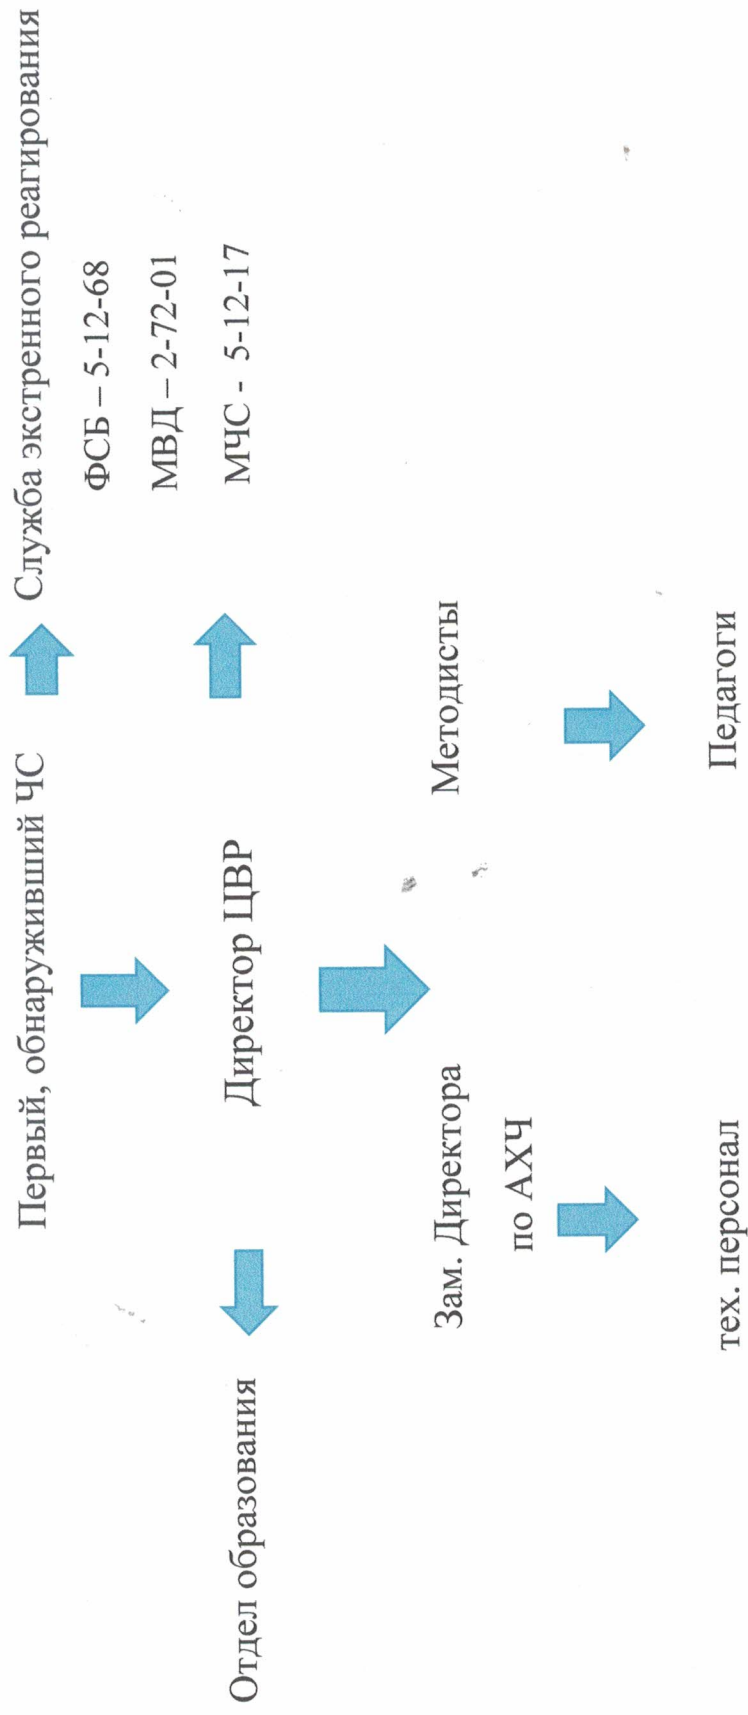 Первый, обнаруживший ЧС
Служба экстренного реагирования
ФСБ – 5-12-68
МВД – 2-72-01
МЧС - 5-12-17
Отдел образования
Директор ЦВР
Зам. Директора
по АХЧ
Методисты
тех. персонал
Педагоги